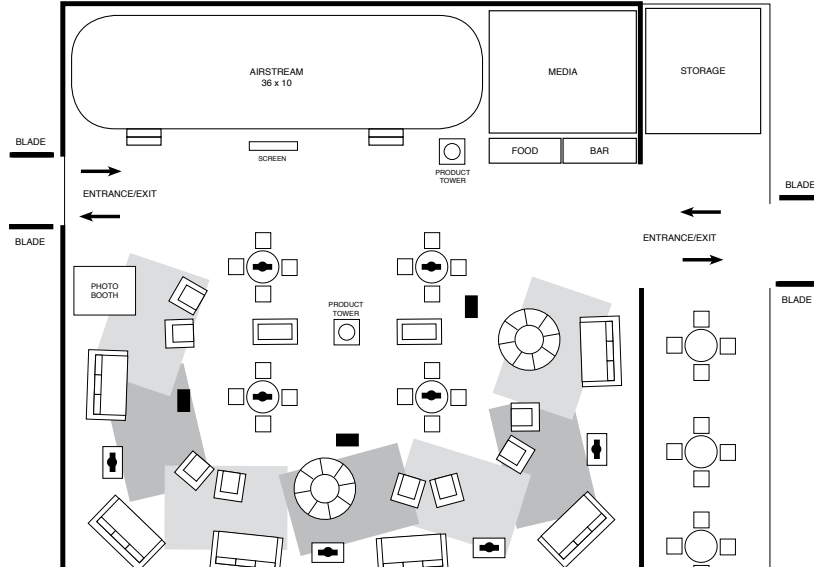 AIRSTREAM
36 x 10
MEDIA
STORAGE
BLADE
SCREEN
FOOD
BAR
PRODUCT
TOWER
ENTRANCE/EXIT
BLADE
BLADE
ENTRANCE/EXIT
PHOTO
BOOTH
PRODUCT
TOWER
BLADE